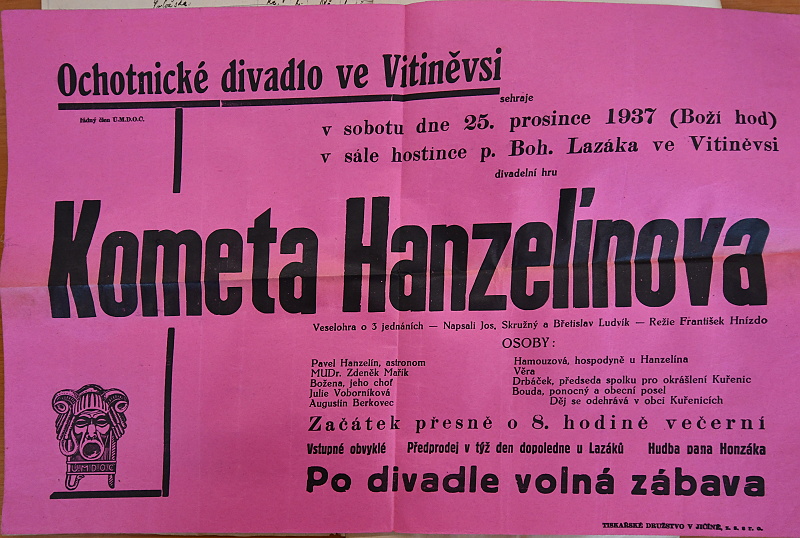 Ochotnické divadlo ve Vitiněvsi
sehraje
řádný člen Ú.M.D.O.Č.
v sobotu dne 25. prosince 1937 (Boží hod)
v sále hostince p. Boh. Lazáka ve Vitiněvsi
divadelní hru
Kometa Hanzelínova
Veselohra o 3 jednáních — Napsali Jos, Skružný a Břetislav Ludvík — Režie František Hnízdo
OSOBY:
Pavel Hanzelín, astronom
MUDr. Zdeněk Mařík
Božena, jeho choť
Julie Voborníková
Augustin Berkovec
Hamouzová, hospodyně u Hanzelína
Věra
Drbáček, předseda spolku pro okrášlení Kuřenic
Bouda, ponocný a obecní posel
Děj se odehrává v obci Kuřenicích
Začátek přesně o 8. hodině večerní
Vstupné obvyklé Předprodej v týž den dopoledne u Lazáků Hudba pana Honzáka
Po divadle volná zábava
U.M.D.O.C
TISKAŘSKÉ DRUŽSTVO V JIČÍNĚ, z. s s r. o.